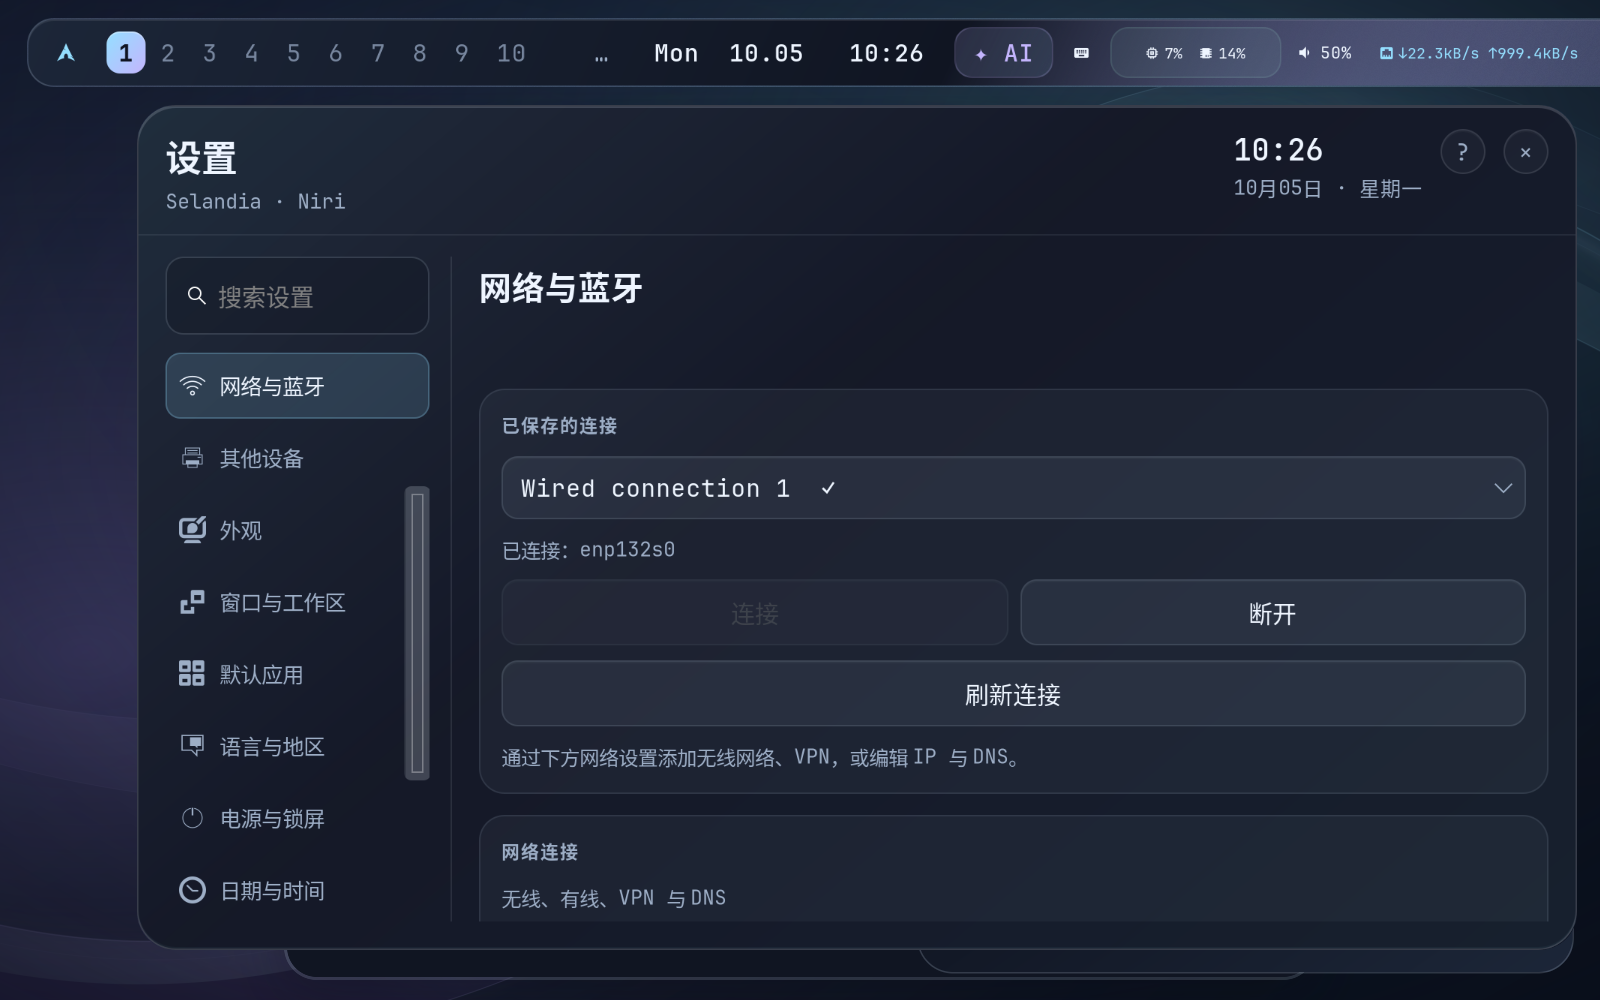 1 2 3 4 5 6 7 8 9 10 … Mon 10.05 10:26 ✦ AI 7% 14% 50% ↓22.3kB/s ↑999.4kB/s
设置
Selandia · Niri
10:26
10月05日 · 星期一
?
×
搜索设置
网络与蓝牙
其他设备
外观
窗口与工作区
默认应用
语言与地区
电源与锁屏
日期与时间
网络与蓝牙
已保存的连接
Wired connection 1 ✓
已连接：enp132s0
连接
断开
刷新连接
通过下方网络设置添加无线网络、VPN，或编辑 IP 与 DNS。
网络连接
无线、有线、VPN 与 DNS